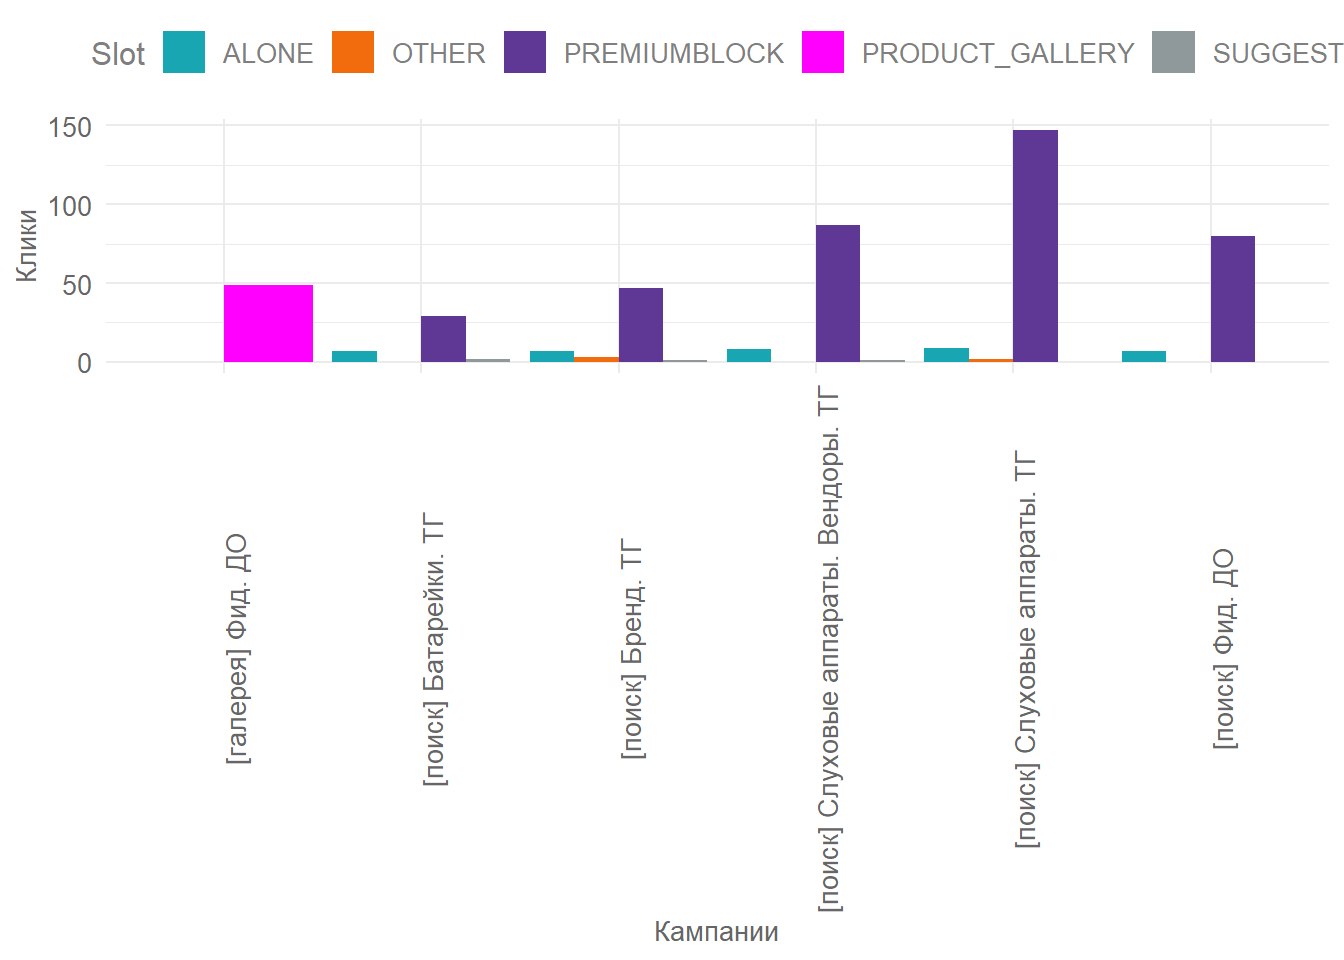 Slot ALONE OTHER PREMIUMBLOCK PRODUCT_GALLERY SUGGEST
Клики
150
100
50
0
[галерея] Фид. ДО
[поиск] Батарейки. ТГ
[поиск] Бренд. ТГ
[поиск] Слуховые аппараты. Вендоры. ТГ
[поиск] Слуховые аппараты. ТГ
[поиск] Фид. ДО
Кампании